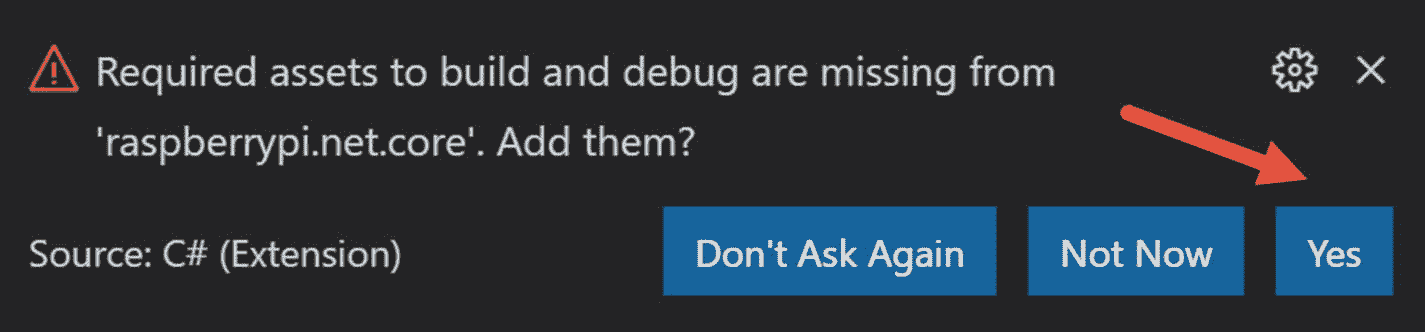 Required assets to build and debug are missing from
'raspberrypi.net.core'. Add them?
Source: C# (Extension)
Don't Ask Again
Not Now
Yes